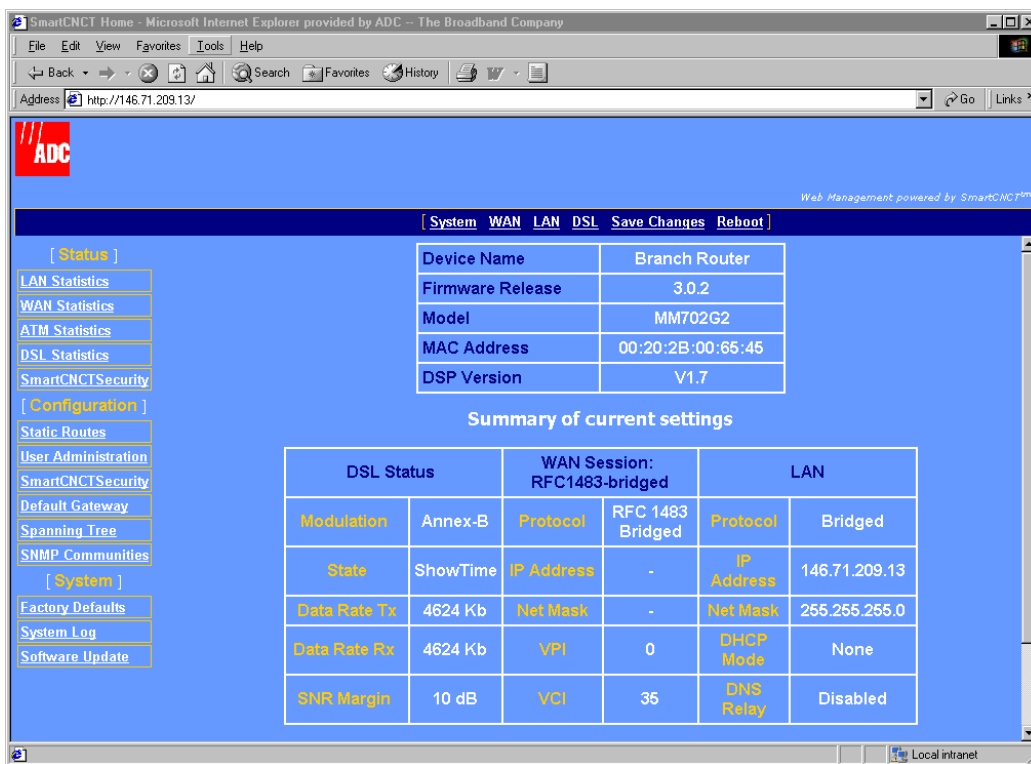 SmartCNCT Home - Microsoft Internet Explorer provided by ADC -- The Broadband Company
File Edit View Favorites Tools Help
Back Search Favorites History
Address http://146.71.209.13/ Go Links
ADC
Web Management powered by SmartCNCT tm
[ System WAN LAN DSL Save Changes Reboot ]
[ Status ]
LAN Statistics
WAN Statistics
ATM Statistics
DSL Statistics
SmartCNCTSecurity
[ Configuration ]
Static Routes
User Administration
SmartCNCTSecurity
Default Gateway
Spanning Tree
SNMP Communities
[ System ]
Factory Defaults
System Log
Software Update
Device Name Branch Router
Firmware Release 3.0.2
Model MM702G2
MAC Address 00:20:2B:00:65:45
DSP Version V1.7
Summary of current settings
DSL Status WAN Session: LAN
RFC1483-bridged
Modulation Annex-B Protocol RFC 1483 Bridged Protocol Bridged
State ShowTime IP Address - IP Address 146.71.209.13
Data Rate Tx 4624 Kb Net Mask - Net Mask 255.255.255.0
Data Rate Rx 4624 Kb VPI 0 DHCP Mode None
SNR Margin 10 dB VCI 35 DNS Relay Disabled
Local intranet